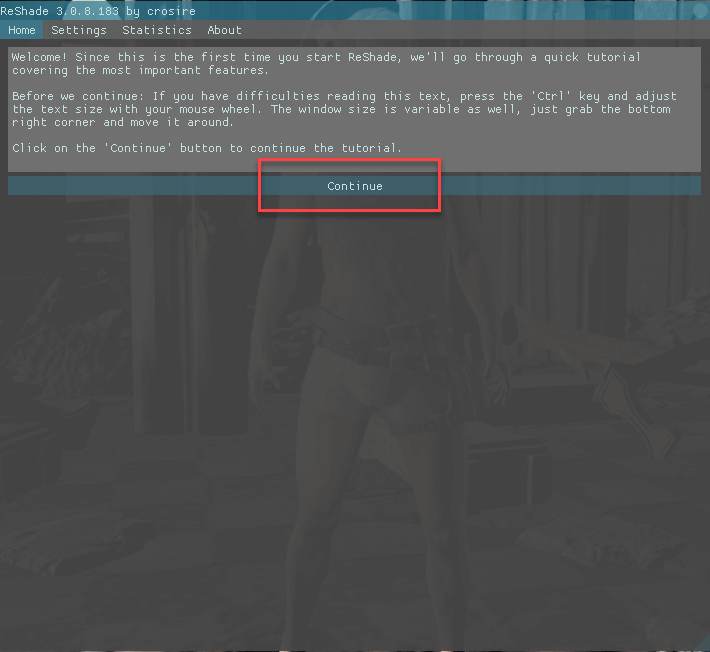 ReShade 3.0.8.183 by crosire
Home Settings Statistics About
Welcome! Since this is the first time you start ReShade, we'll go through a quick tutorial
covering the most important features.
Before we continue: If you have difficulties reading this text, press the 'Ctrl' key and adjust
the text size with your mouse wheel. The window size is variable as well, just grab the bottom
right corner and move it around.
Click on the 'Continue' button to continue the tutorial.
Continue